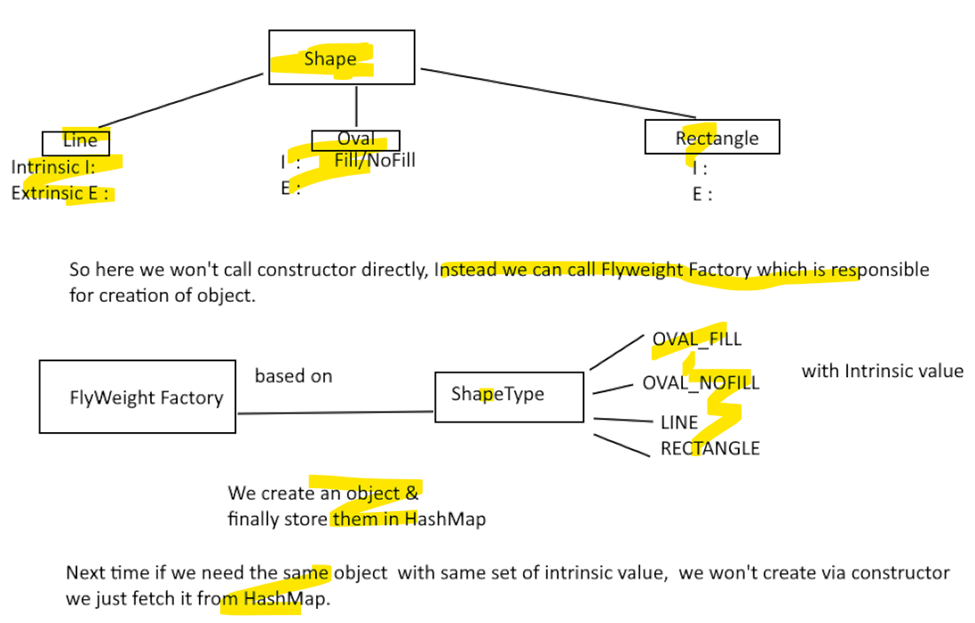 Shape
Line
Oval
Rectangle
Intrinsic I:
Extrinsic E :
I : Fill/NoFill
E :
I :
E :
So here we won't call constructor directly, Instead we can call Flyweight Factory which is responsible
for creation of object.
FlyWeight Factory
based on
ShapeType
OVAL_FILL
OVAL_NOFILL
LINE
RECTANGLE
with Intrinsic value
We create an object &
finally store them in HashMap
Next time if we need the same object with same set of intrinsic value, we won't create via constructor
we just fetch it from HashMap.